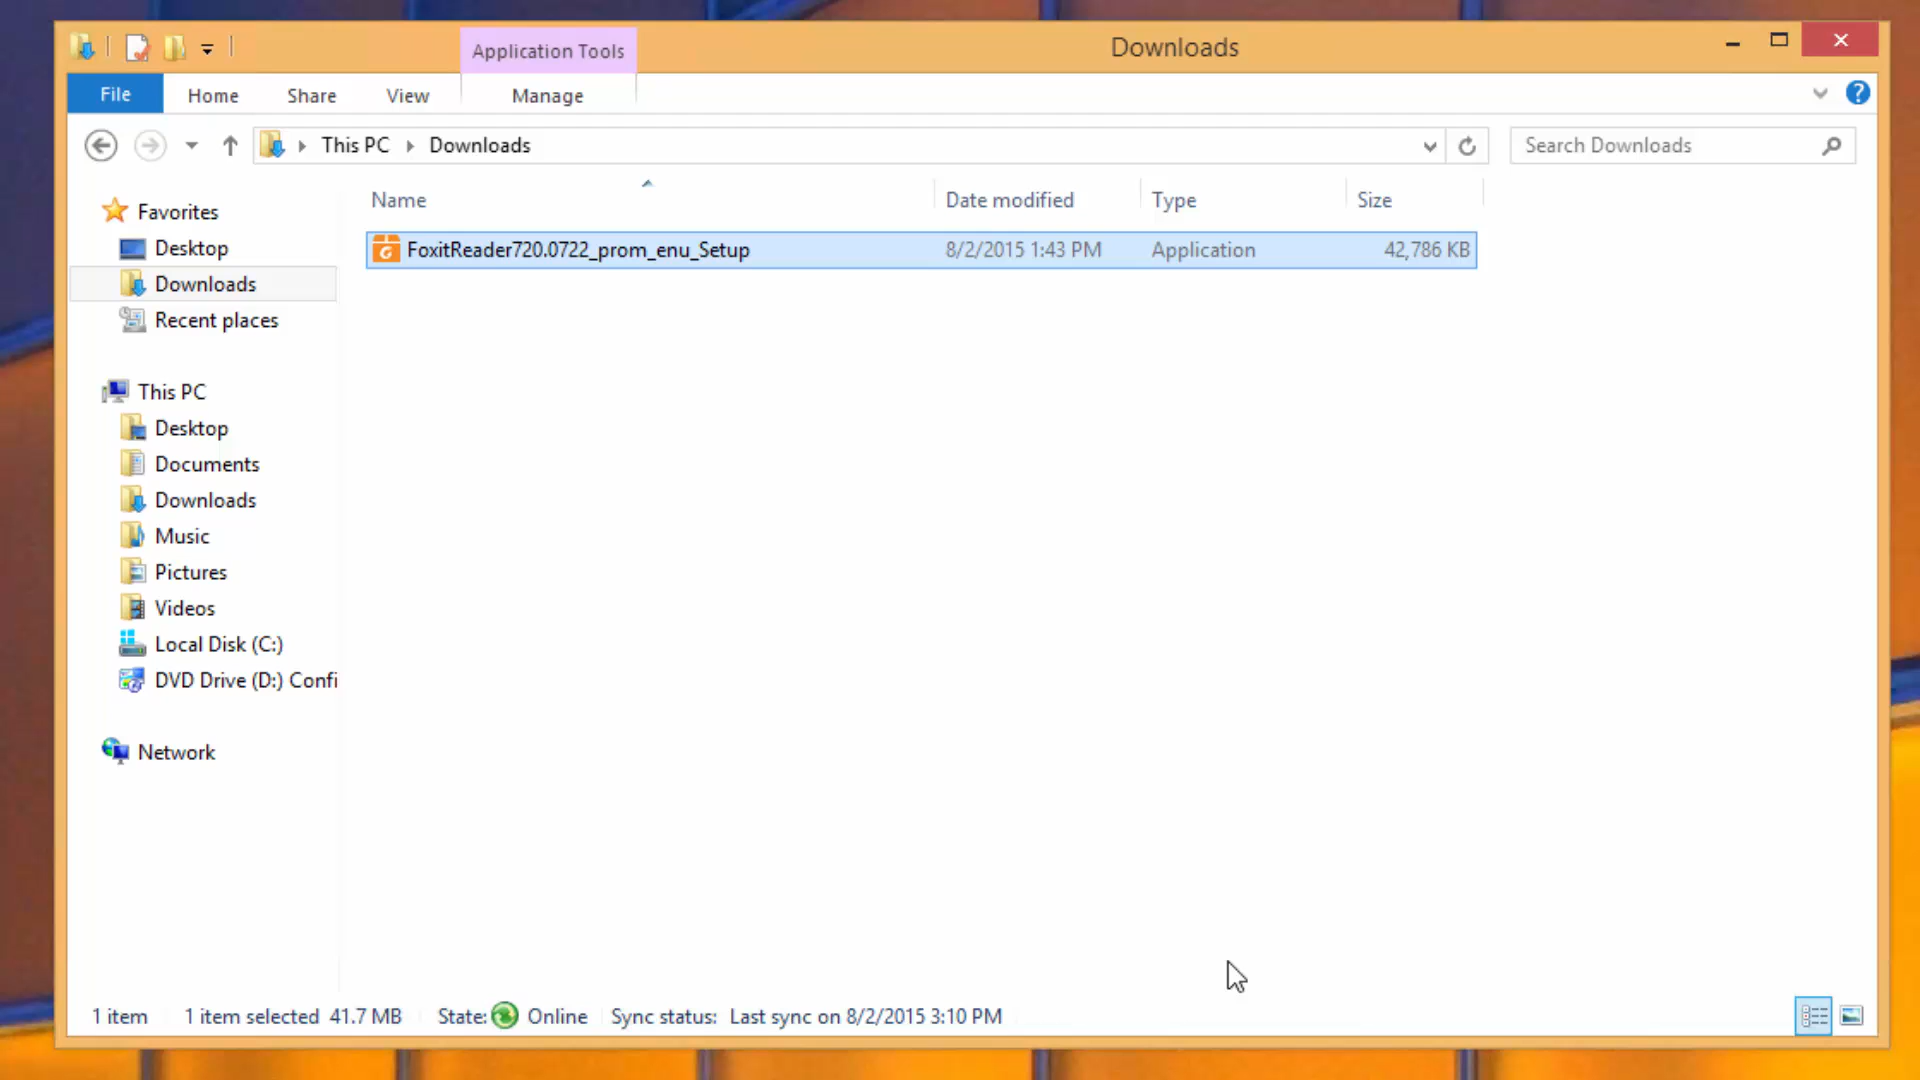 Application Tools
Downloads
File
Home
Share
View
Manage
This PC
Downloads
Search Downloads
Name
Date modified
Type
Size
FoxitReader720.0722_prom_enu_Setup
8/2/2015 1:43 PM
Application
42,786 KB
Favorites
Desktop
Downloads
Recent places
This PC
Desktop
Documents
Downloads
Music
Pictures
Videos
Local Disk (C:)
DVD Drive (D:) Confi
Network
1 item
1 item selected 41.7 MB
State: Online
Sync status: Last sync on 8/2/2015 3:10 PM